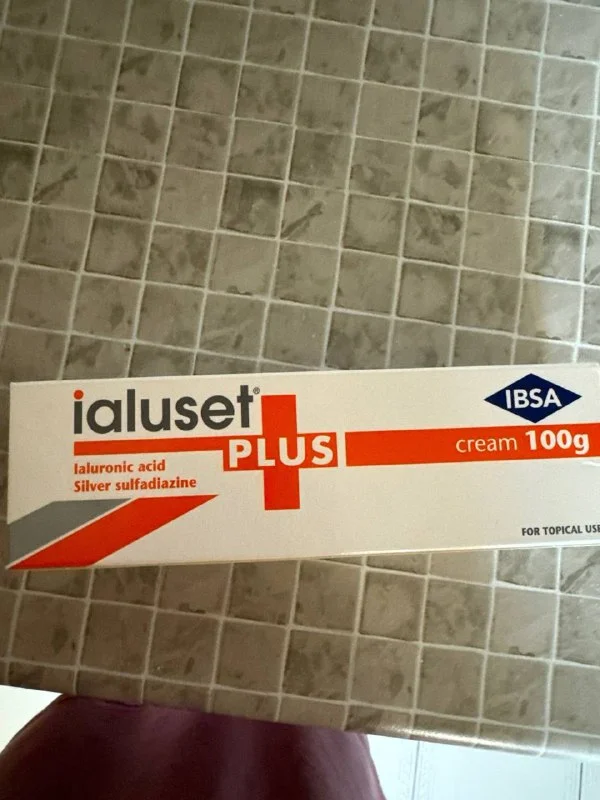 ialuset®
PLUS
Ialuronic acid
Silver sulfadiazine
IBSA
cream 100g
FOR TOPICAL USE